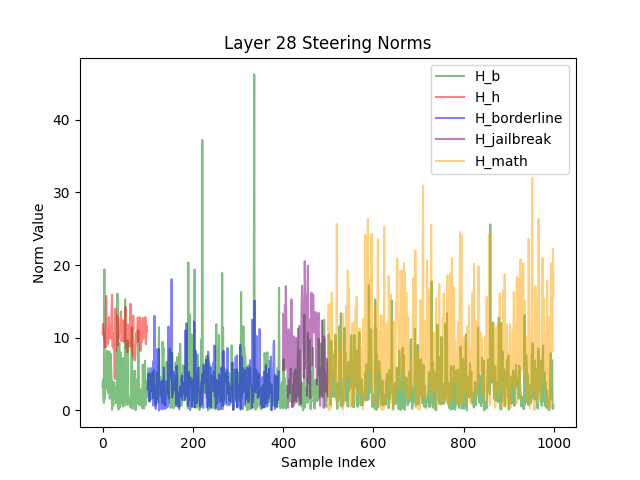 Layer 28 Steering Norms
H_b
H_h
H_borderline
H_jailbreak
H_math
Norm Value
40
30
20
10
0
0 200 400 600 800 1000
Sample Index